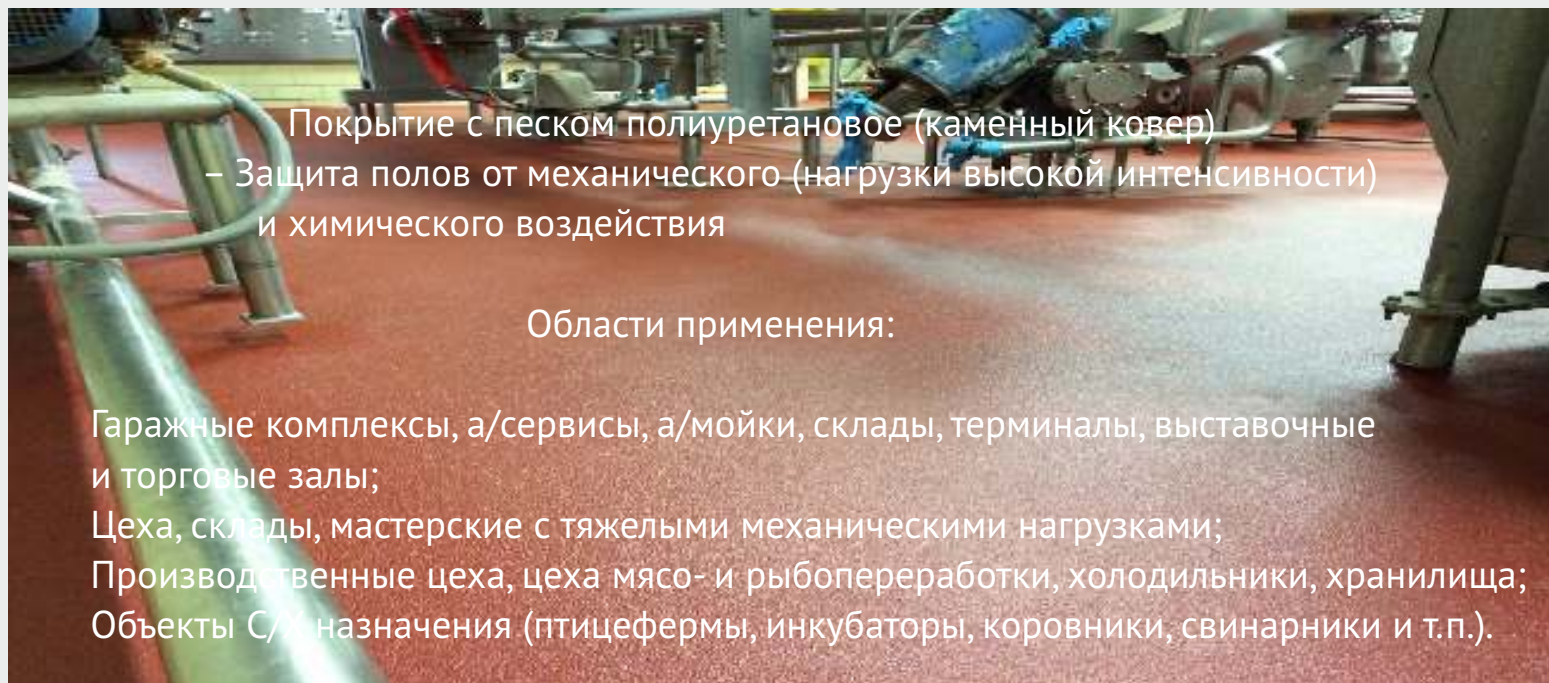 Покрытие с песком полиуретановое (каменный ковер)
– Защита полов от механического (нагрузки высокой интенсивности)
и химического воздействия
Области применения:
Гаражные комплексы, а/сервисы, а/мойки, склады, терминалы, выставочные
и торговые залы;
Цеха, склады, мастерские с тяжелыми механическими нагрузками;
Производственные цеха, цеха мясо- и рыбопереработки, холодильники, хранилища;
Объекты С/Х назначения (птицефермы, инкубаторы, коровники, свинарники и т.п.).